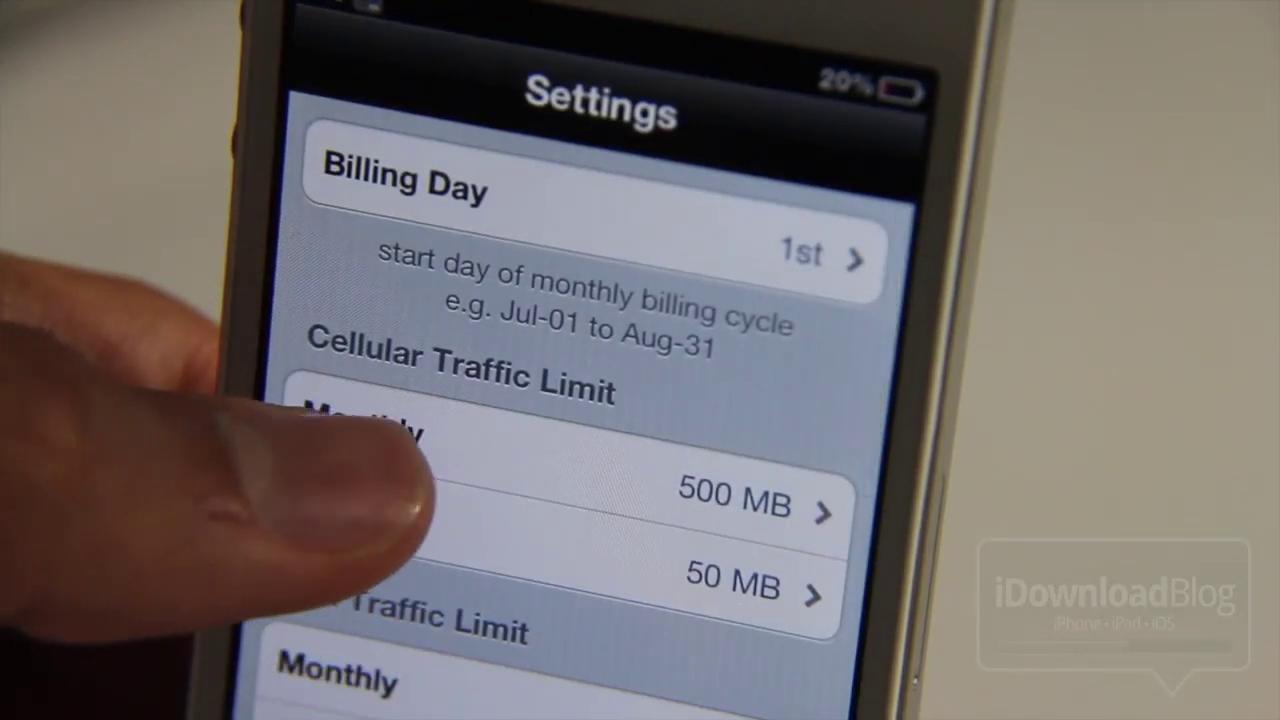 20%
Settings
Billing Day
1st
start day of monthly billing cycle
e.g. Jul-01 to Aug-31
Cellular Traffic Limit
Monthly
500 MB
50 MB
Traffic Limit
Monthly
iDownloadBlog
iPhone • iPad • iOS